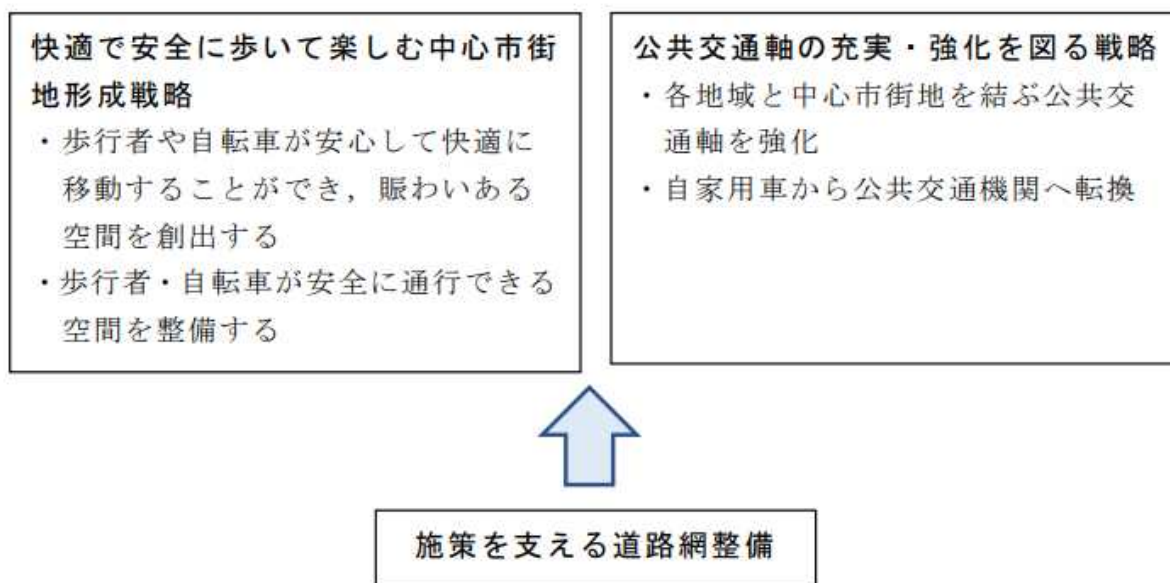 快適で安全に歩いて楽しむ中心市街
地形成戦略
・歩行者や自転車が安心して快適に
移動することができ，賑わいある
空間を創出する
・歩行者・自転車が安全に通行できる
空間を整備する
公共交通軸の充実・強化を図る戦略
・各地域と中心市街地を結ぶ公共交
通軸を強化
・自家用車から公共交通機関へ転換
施策を支える道路網整備